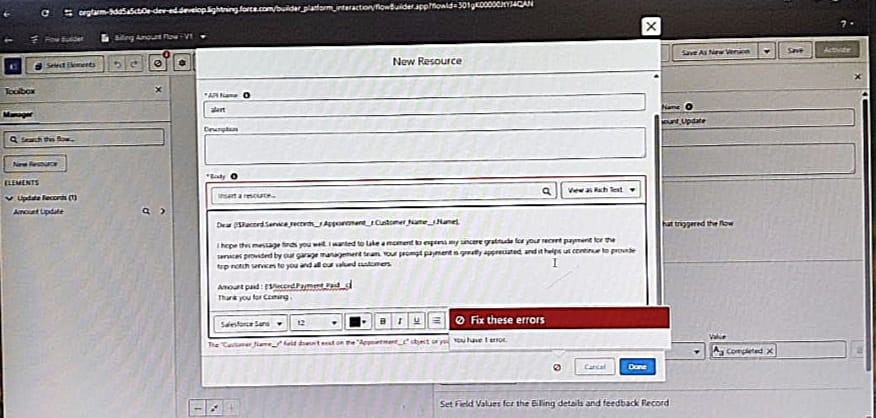 orgfarm-9dd5a5cb0e-dev-ed.develop.lightning.force.com/builder_platform_interaction/flowBuilder.app?flowId=301gK00000JtYJ4QAN
Flow Builder
Billing Amount Flow - V1
?
Select Elements
Save As New Version
Save
Activate
Toolbox
Manager
Search this flow...
New Resource
ELEMENTS
Update Records (1)
Amount Update
New Resource
* API Name
alert
Description
* Body
Insert a resource...
View as Rich Text
Dear {!$Record.Service_records__r.Appointment__r.Customer_Name__r.Name},
I hope this message finds you well. I wanted to take a moment to express my sincere gratitude for your recent payment for the
services provided by our garage management team. Your prompt payment is greatly appreciated, and it helps us continue to provide
top-notch services to you and all our valued customers.
Amount paid : {!$Record.Payment_Paid__c}
Thank you for Coming .
Salesforce Sans
12
B I U
Fix these errors
You have 1 error.
The "Customer_Name__r" field doesn't exist on the "Appointment__c" object, or you
Cancel
Done
Name
ount_Update
hat triggered the flow
Value
Aa Completed
Set Field Values for the Billing details and feedback Record